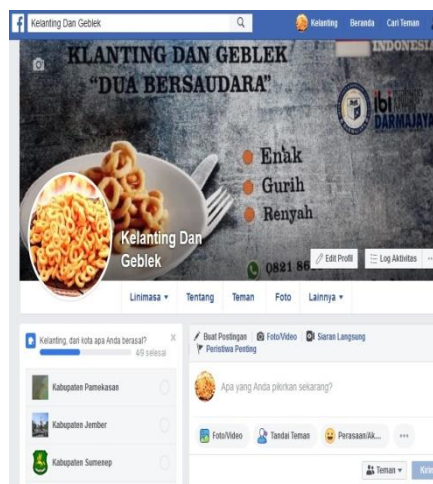 Kelanting Dan Geblek
Kelanting Beranda Cari Teman
KLANTING DAN GEBLEK
INDONESIA
"DUA BERSAUDARA"
ibi
DARMAJAYA
Enak
Gurih
Renyah
Kelanting Dan
Geblek
0821
Edit Profil
Log Aktivitas
Linimasa
Tentang
Teman
Foto
Lainnya
Kelanting, dari kota apa Anda berasal?
4/9 selesai
Kabupaten Pamekasan
Kabupaten Jember
Kabupaten Sumenep
Buat Postingan
Foto/Video
Siaran Langsung
Peristiwa Penting
Apa yang Anda pikirkan sekarang?
Foto/Video
Tandai Teman
Perasaan/Ak...
Teman